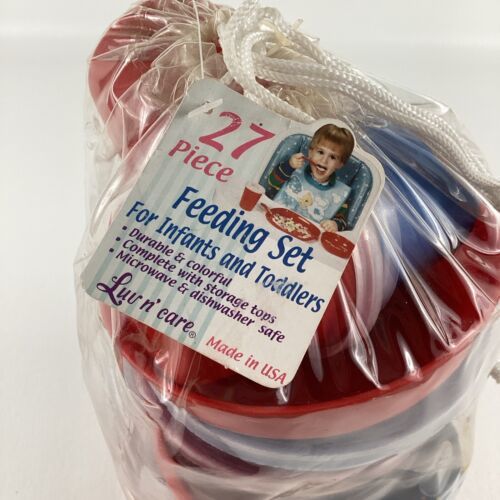 27
Piece
Feeding Set
For Infants and Toddlers
• Durable & colorful
• Complete with storage tops
• Microwave & dishwasher safe
Luv n' care®
Made in USA